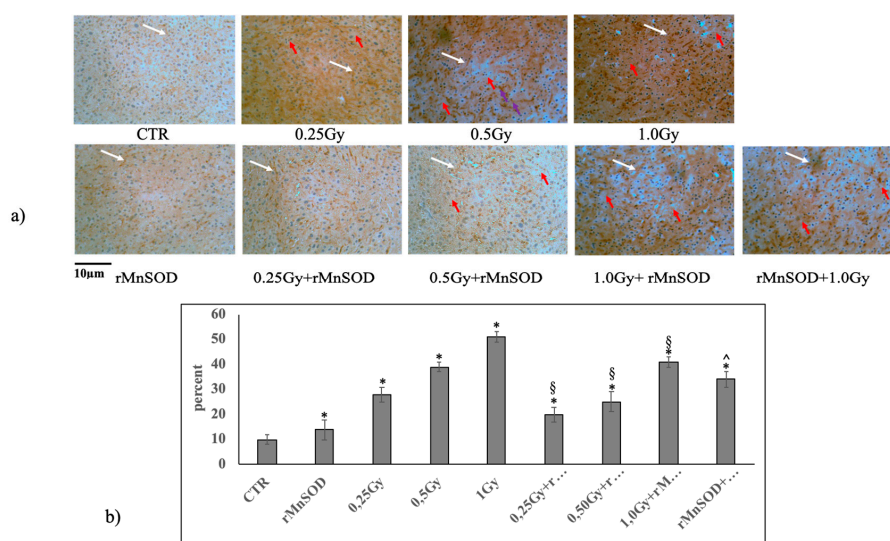 CTR 0.25Gy 0.5Gy 1.0Gy
a)
rMnSOD 0.25Gy+rMnSOD 0.5Gy+rMnSOD 1.0Gy+ rMnSOD rMnSOD+1.0Gy
10μm
60
50
40
30
20
10
0
percent
* * * * § * § * § * ^ *
CTR rMnSOD 0,25Gy 0,5Gy 1Gy 0,25Gy+r… 0,50Gy+r… 1,0Gy+rM… rMnSOD+…
b)